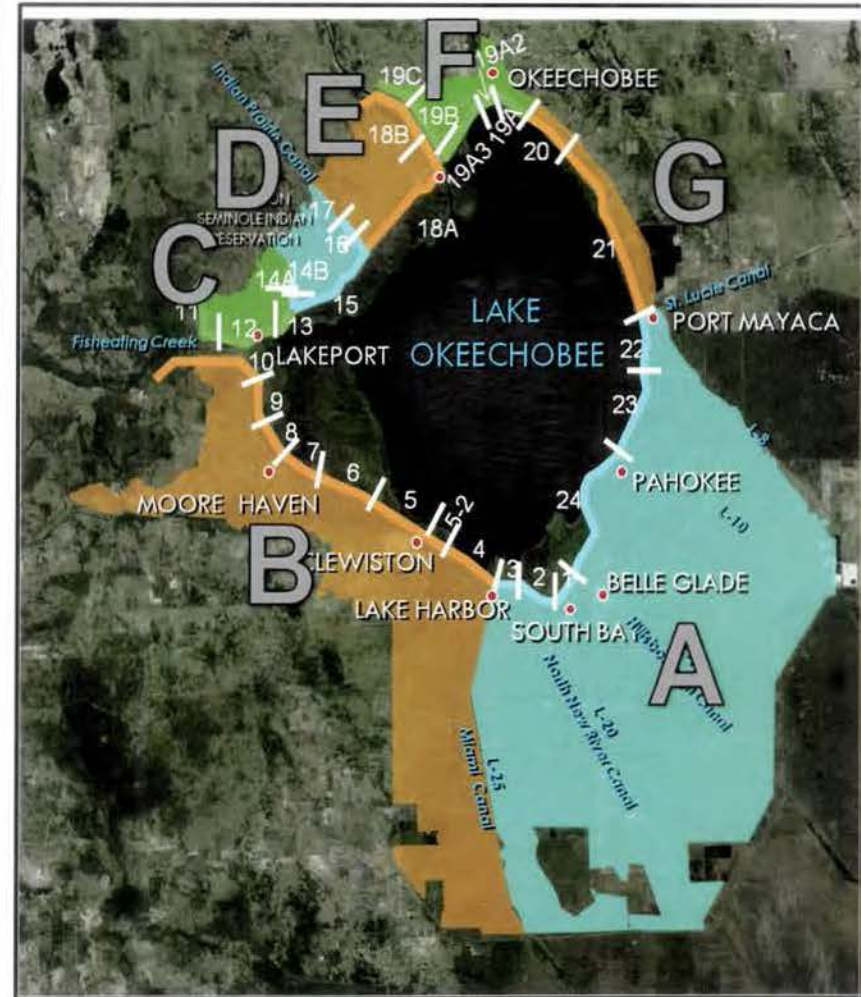 F
19A2
OKEECHOBEE
19C
E
19B
19A
18B
20
Indian Prairie Canal
19A3
D
G
SEMINOLE INDIAN
17
18A
C
16
14B
21
14A
15
11
LAKE
OKEECHOBEE
St. Lucie Canal
PORT MAYACA
12
13
Fisheating Creek
LAKEPORT
22
10
9
23
8
7
L-8
6
PAHOKEE
MOORE HAVEN
5
5-2
24
L-10
B
CLEWISTON
4
3
2
1
BELLE GLADE
LAKE HARBOR
SOUTH BAY
A
Canal
L-20
North New River Canal
L-25
Miami Canal